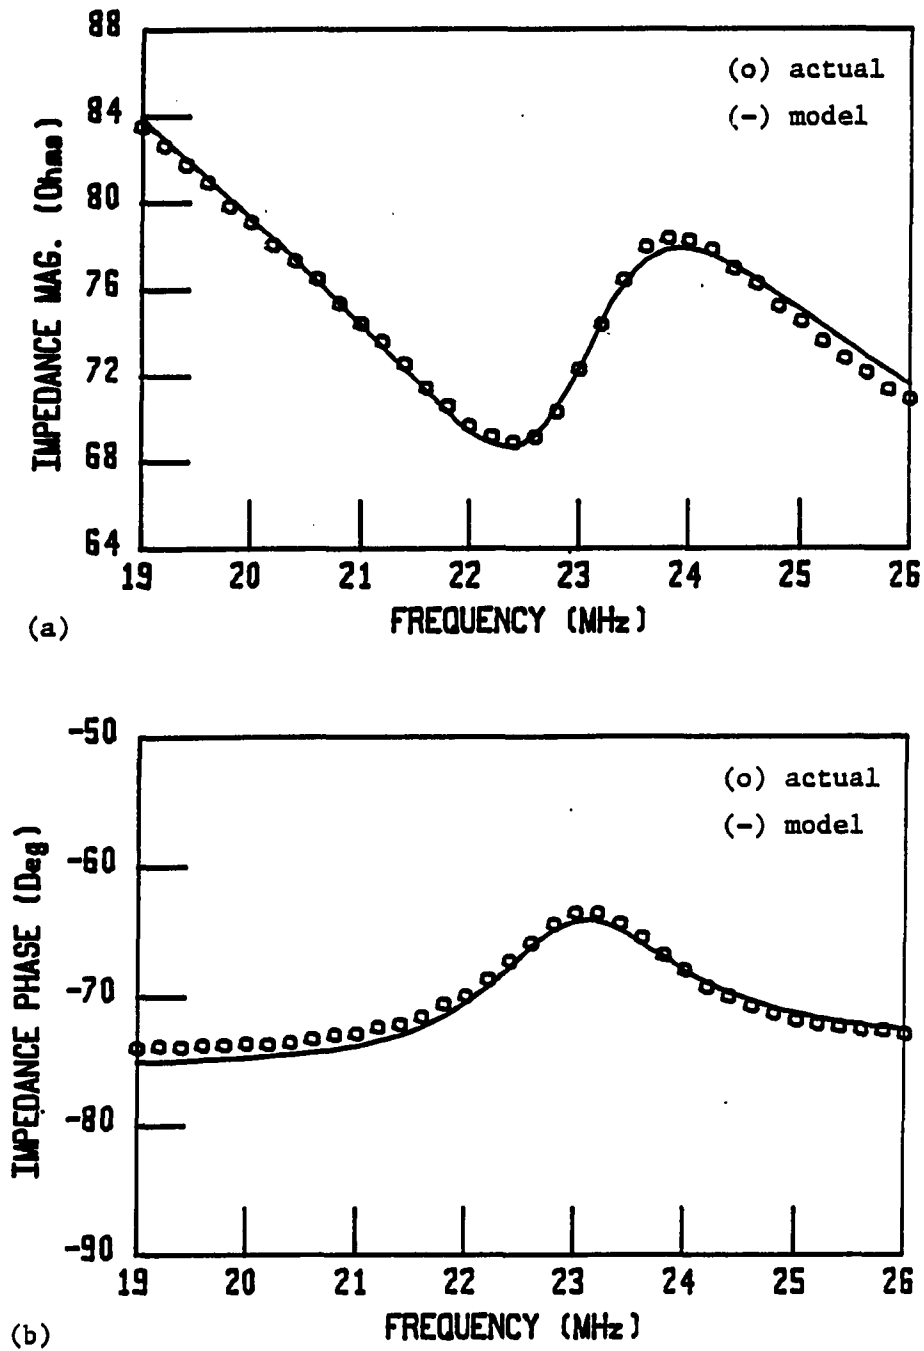 88
84
80
76
72
68
64
IMPEDANCE MAG. (Ohms)
(o) actual
(-) model
19 20 21 22 23 24 25 26
FREQUENCY (MHz)
(a)
-50
-60
-70
-80
-90
IMPEDANCE PHASE (Deg)
(o) actual
(-) model
19 20 21 22 23 24 25 26
FREQUENCY (MHz)
(b)